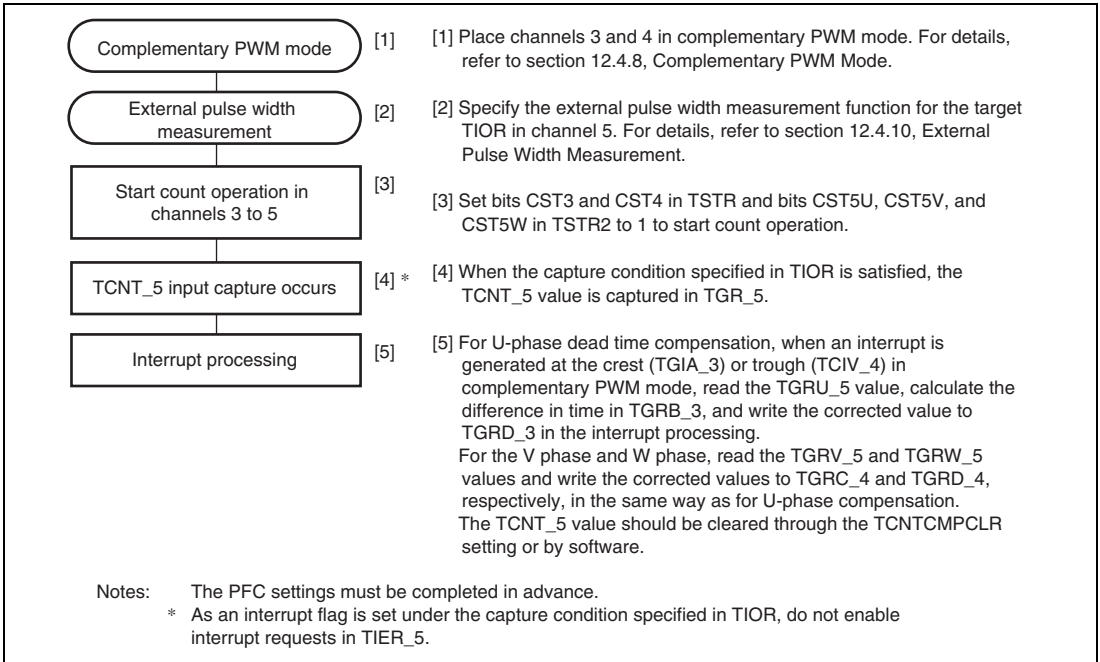 Complementary PWM mode
[1]
[1] Place channels 3 and 4 in complementary PWM mode. For details,
refer to section 12.4.8, Complementary PWM Mode.
External pulse width
measurement
[2]
[2] Specify the external pulse width measurement function for the target
TIOR in channel 5. For details, refer to section 12.4.10, External
Pulse Width Measurement.
Start count operation in
channels 3 to 5
[3]
[3] Set bits CST3 and CST4 in TSTR and bits CST5U, CST5V, and
CST5W in TSTR2 to 1 to start count operation.
TCNT_5 input capture occurs
[4] *
[4] When the capture condition specified in TIOR is satisfied, the
TCNT_5 value is captured in TGR_5.
Interrupt processing
[5]
[5] For U-phase dead time compensation, when an interrupt is
generated at the crest (TGIA_3) or trough (TCIV_4) in
complementary PWM mode, read the TGRU_5 value, calculate the
difference in time in TGRB_3, and write the corrected value to
TGRD_3 in the interrupt processing.
For the V phase and W phase, read the TGRV_5 and TGRW_5
values and write the corrected values to TGRC_4 and TGRD_4,
respectively, in the same way as for U-phase compensation.
The TCNT_5 value should be cleared through the TCNTCMPCLR
setting or by software.
Notes: The PFC settings must be completed in advance.
* As an interrupt flag is set under the capture condition specified in TIOR, do not enable
interrupt requests in TIER_5.